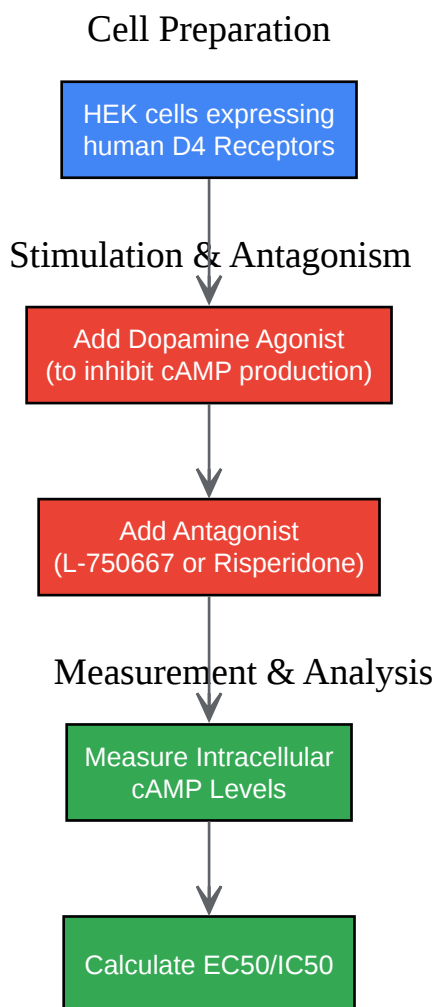 Cell Preparation
HEK cells expressing
human D4 Receptors
Stimulation & Antagonism
Add Dopamine Agonist
(to inhibit cAMP production)
Add Antagonist
(L-750667 or Risperidone)
Measurement & Analysis
Measure Intracellular
cAMP Levels
Calculate EC50/IC50